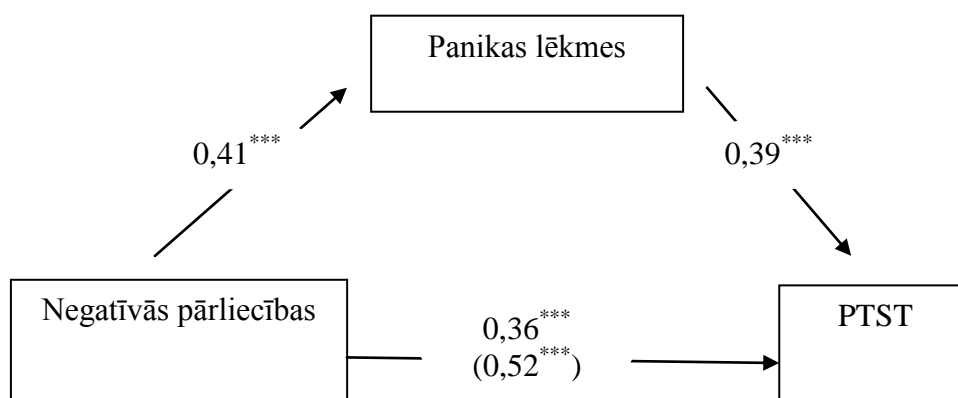 Panikas lēkmes
0,41***
0,39***
Negatīvās pārliecības
0,36***
(0,52***)
PTST